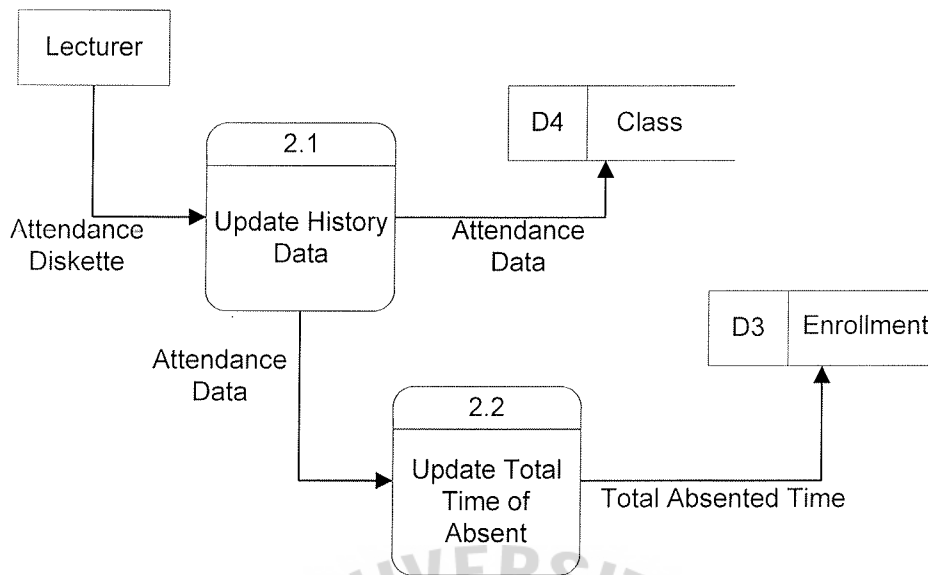 Lecturer
2.1
Update History
Data
D4
Class
Attendance
Diskette
Attendance
Data
Attendance
Data
D3
Enrollment
2.2
Update Total
Time of
Absent
Total Absented Time